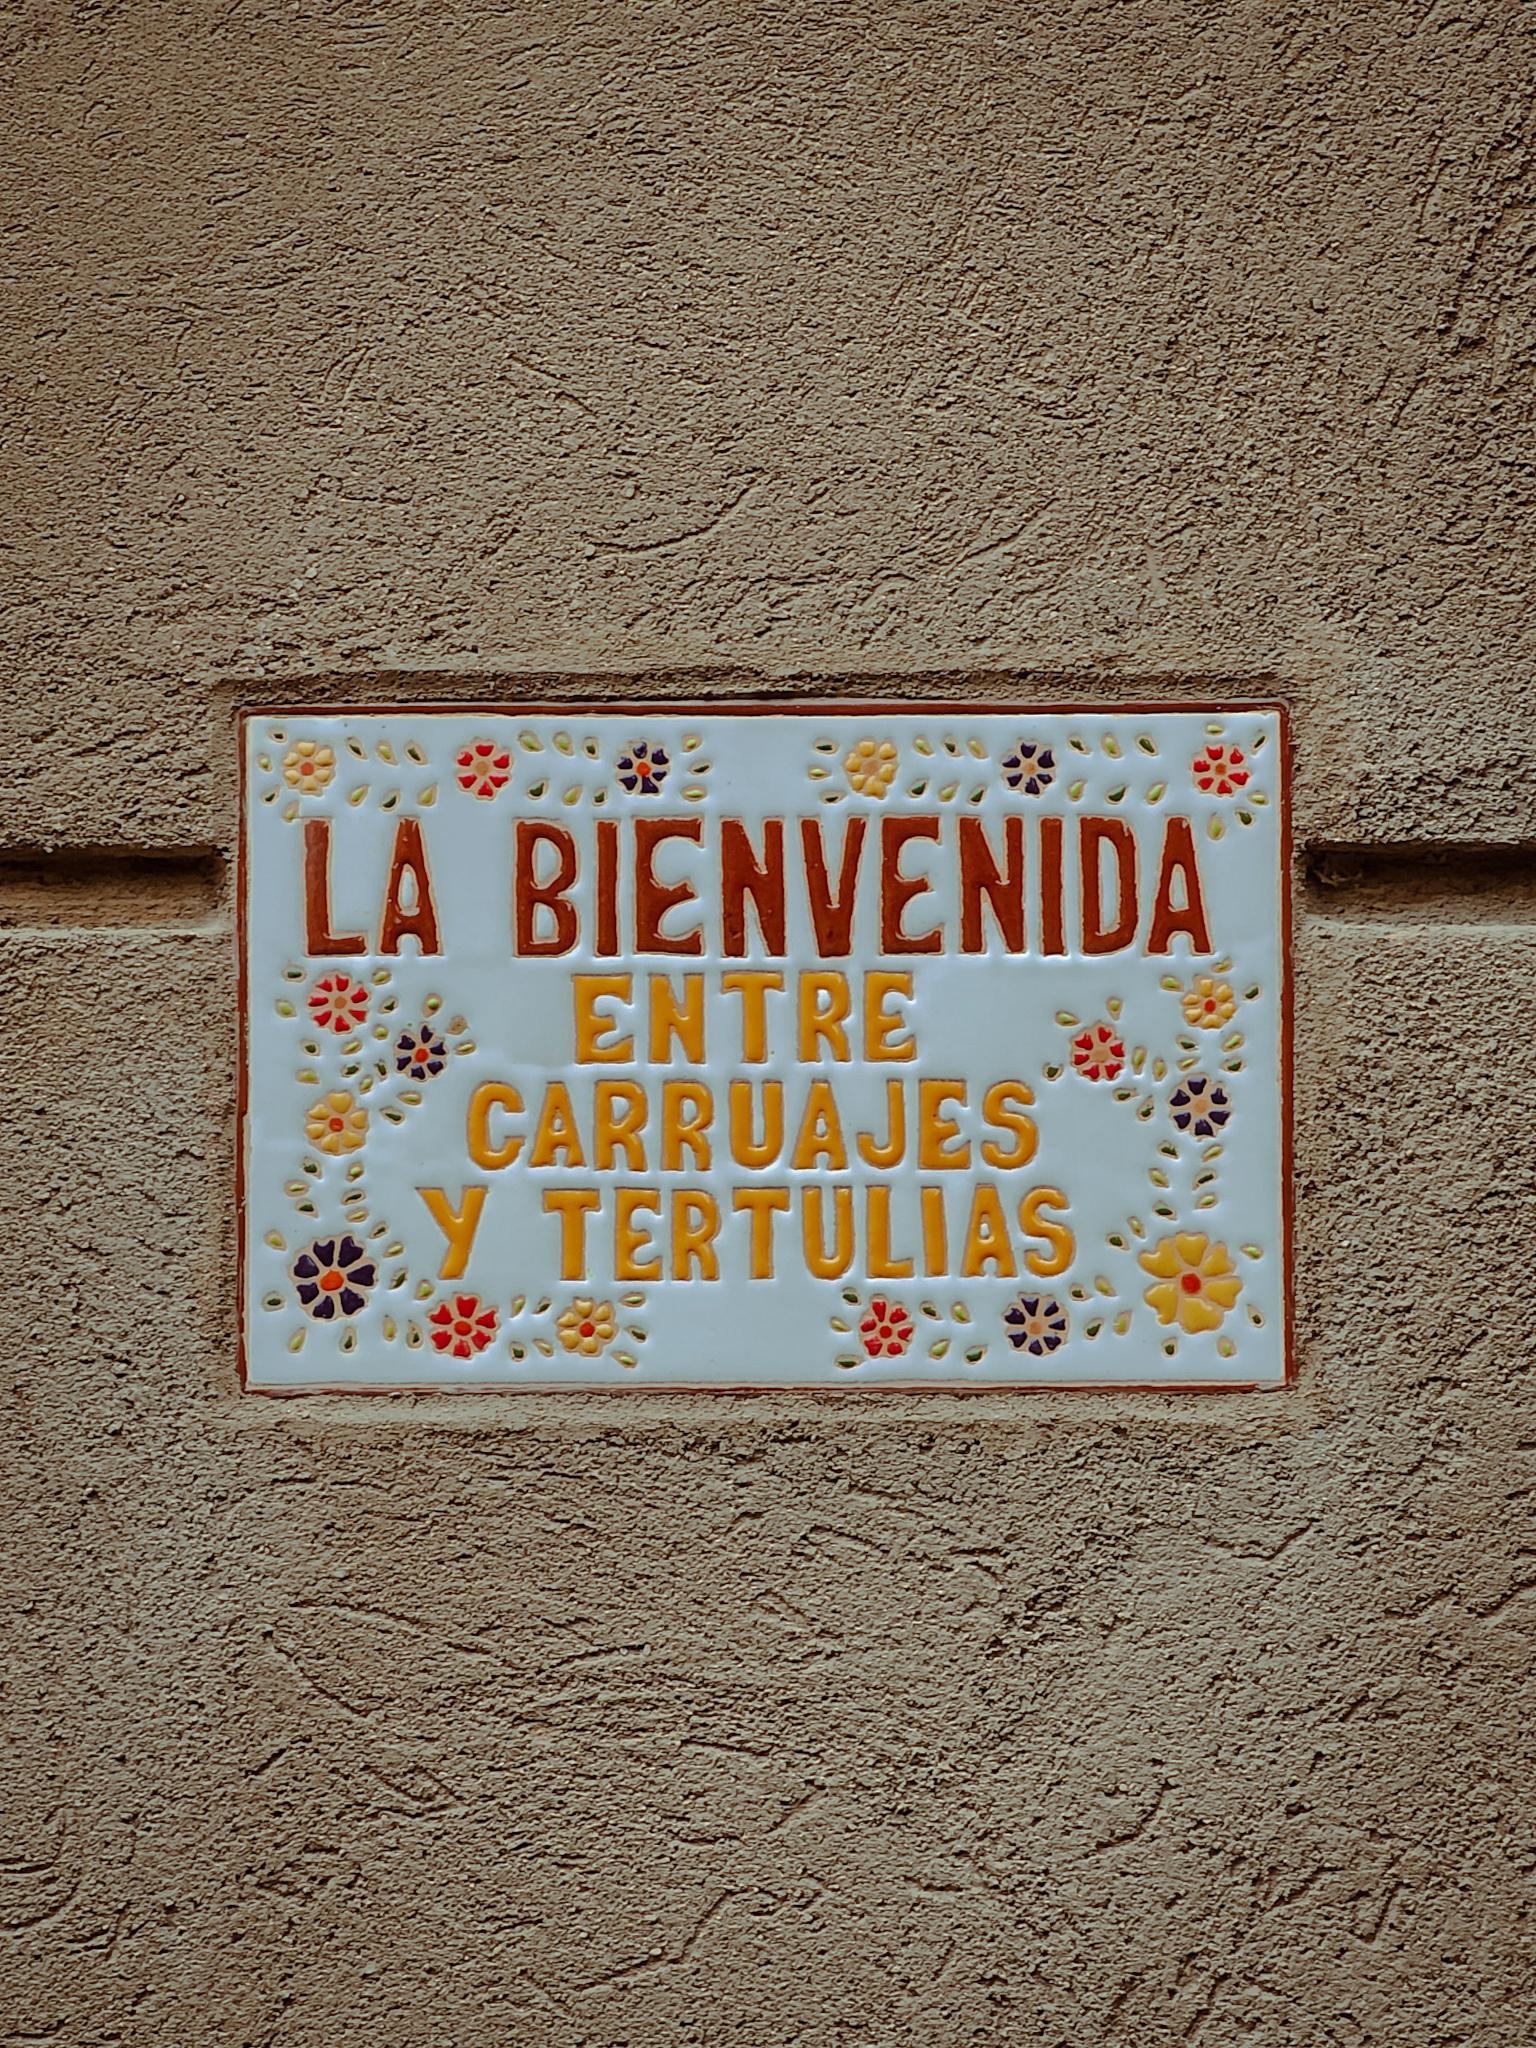 LA BIENVENIDA
ENTRE
CARRUAJES
Y TERTULIAS